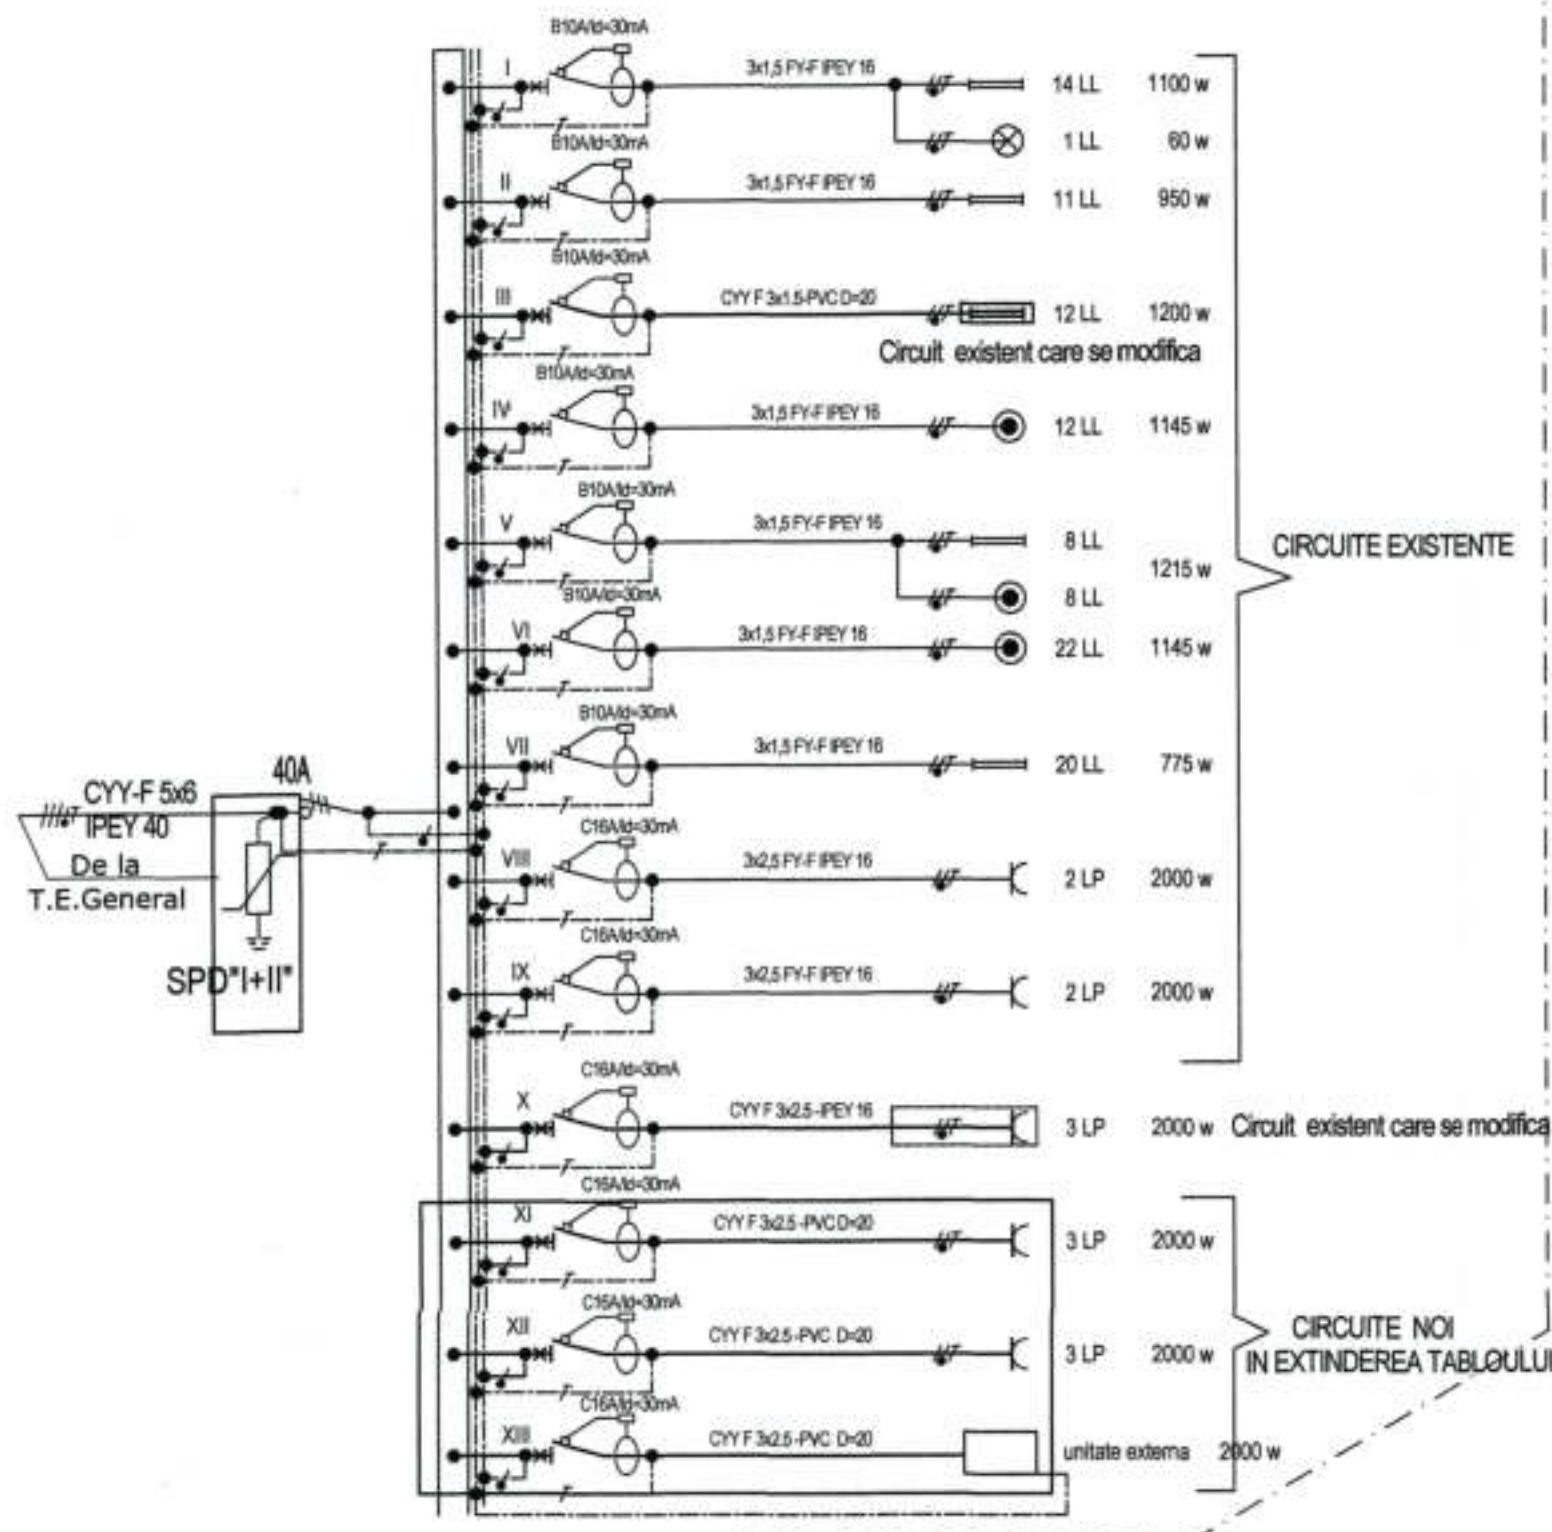 B10A/Id=30mA
I 3x1,5 FY-F IPEY 16 14 LL 1100 w
1 LL 60 w
B10A/Id=30mA
II 3x1,5 FY-F IPEY 16 11 LL 950 w
B10A/Id=30mA
III CYY F 3x1.5-PVC D=20 12 LL 1200 w
Circuit existent care se modifica
B10A/Id=30mA
IV 3x1,5 FY-F IPEY 16 12 LL 1145 w
B10A/Id=30mA
V 3x1,5 FY-F IPEY 16 8 LL
1215 w
8 LL
CIRCUITE EXISTENTE
B10A/Id=30mA
VI 3x1,5 FY-F IPEY 16 22 LL 1145 w
B10A/Id=30mA
VII 3x1,5 FY-F IPEY 16 20 LL 775 w
40A
CYY-F 5x6
IPEY 40
De la
T.E.General
SPD"I+II"
C16A/Id=30mA
VIII 3x2,5 FY-F IPEY 16 2 LP 2000 w
C16A/Id=30mA
IX 3x2,5 FY-F IPEY 16 2 LP 2000 w
C16A/Id=30mA
X CYY F 3x2.5-IPEY 16 3 LP 2000 w Circuit existent care se modifica
C16A/Id=30mA
XI CYY F 3x2.5-PVC D=20 3 LP 2000 w
C16A/Id=30mA
XII CYY F 3x2.5-PVC D=20 3 LP 2000 w
CIRCUITE NOI
IN EXTINDEREA TABLOULUI
C16A/Id=30mA
XIII CYY F 3x2.5-PVC D=20 unitate externa 2000 w